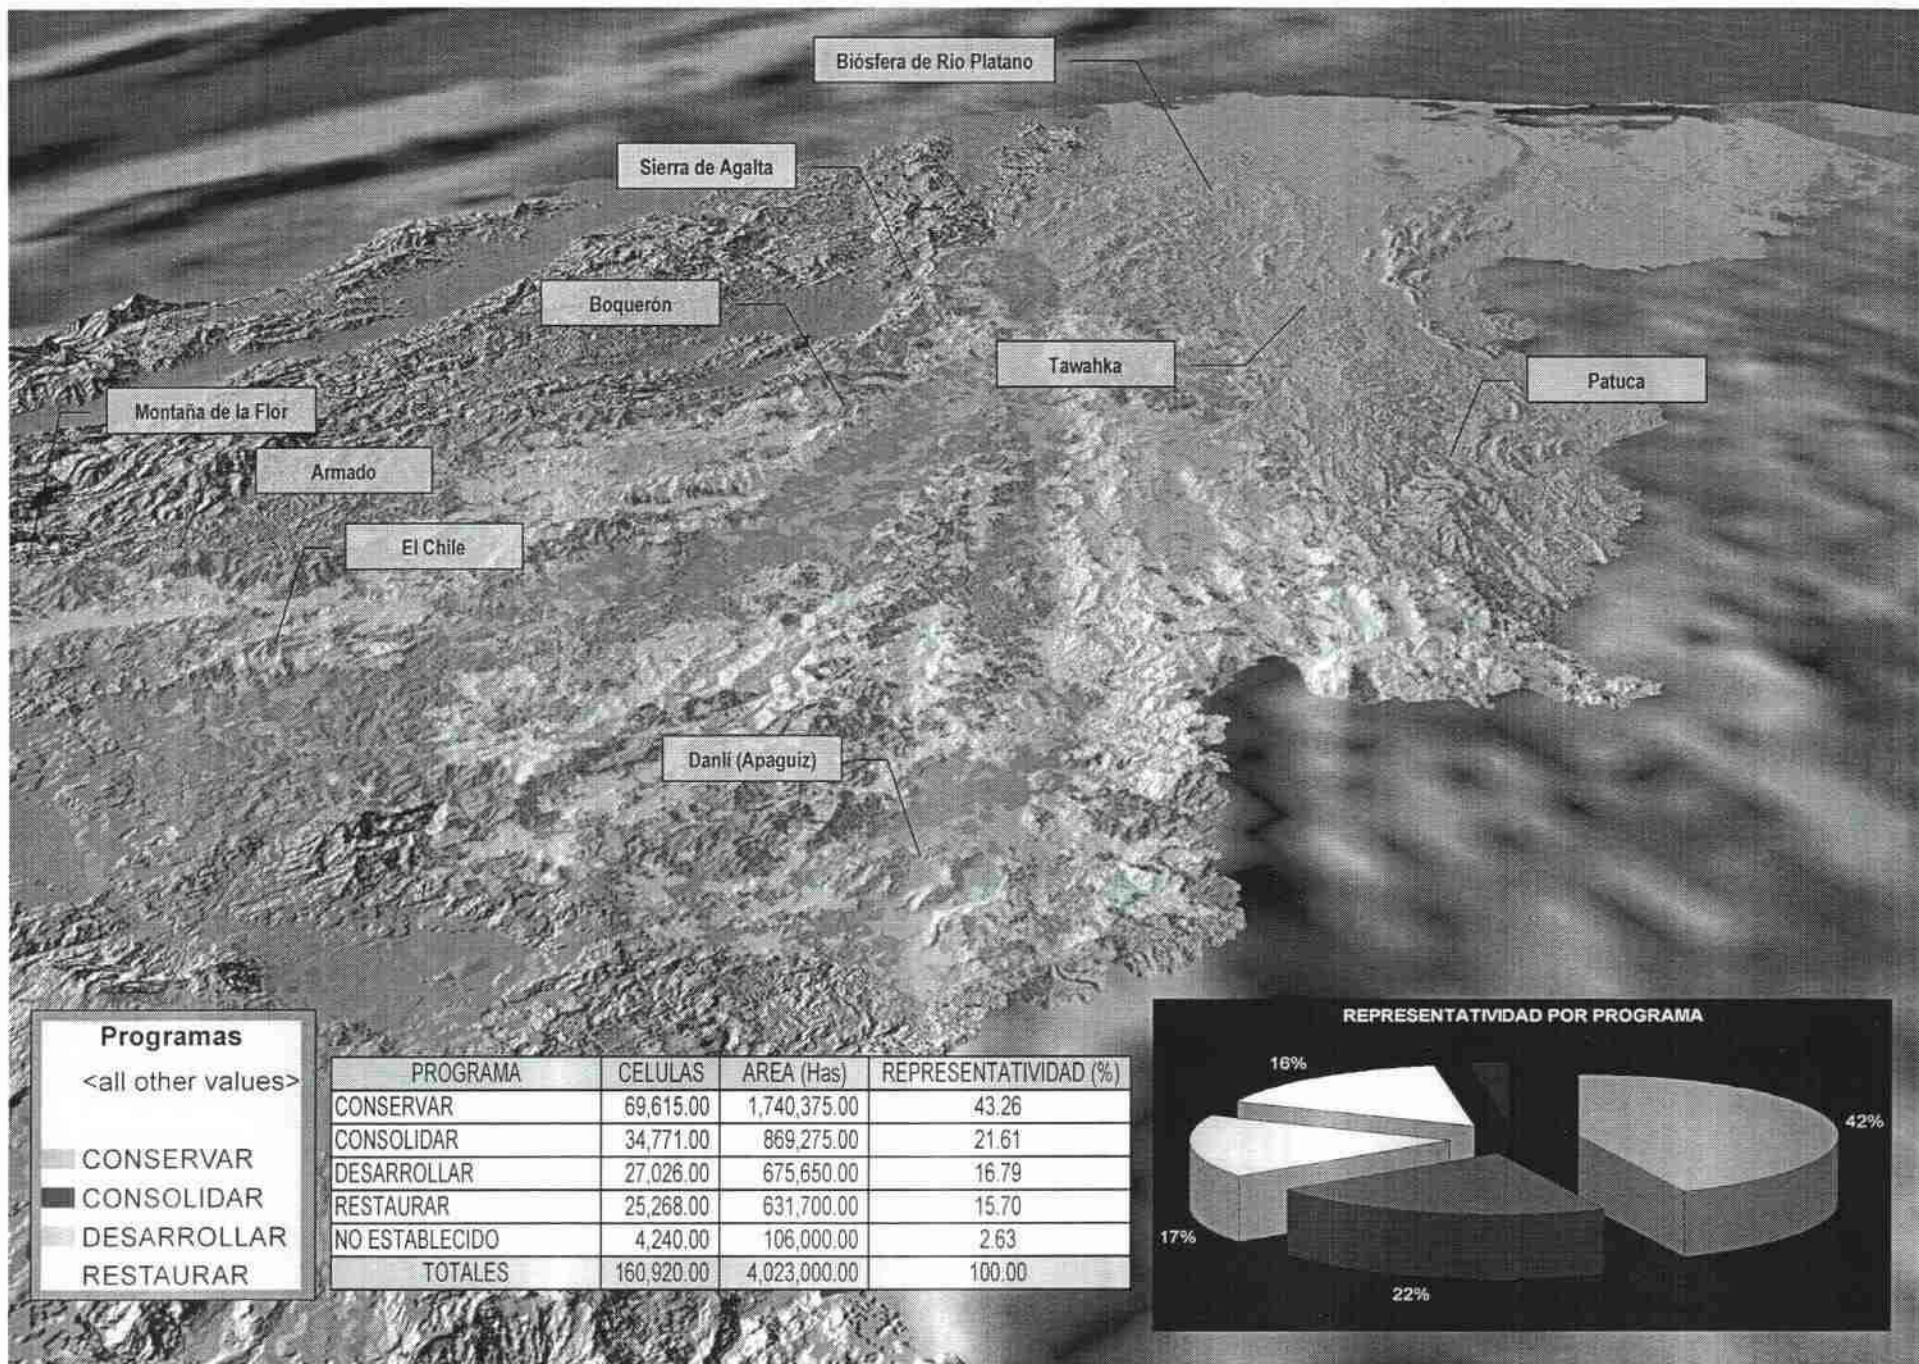 Biósfera de Rio Platano
Sierra de Agalta
Boquerón
Tawahka
Patuca
Montaña de la Flor
Armado
El Chile
Danlí (Apaguiz)
Programas
<all other values>
CONSERVAR
CONSOLIDAR
DESARROLLAR
RESTAURAR
PROGRAMA CELULAS AREA (Has) REPRESENTATIVIDAD (%)
CONSERVAR 69,615.00 1,740,375.00 43.26
CONSOLIDAR 34,771.00 869,275.00 21.61
DESARROLLAR 27,026.00 675,650.00 16.79
RESTAURAR 25,268.00 631,700.00 15.70
NO ESTABLECIDO 4,240.00 106,000.00 2.63
TOTALES 160,920.00 4,023,000.00 100.00
REPRESENTATIVIDAD POR PROGRAMA
16%
42%
17%
22%